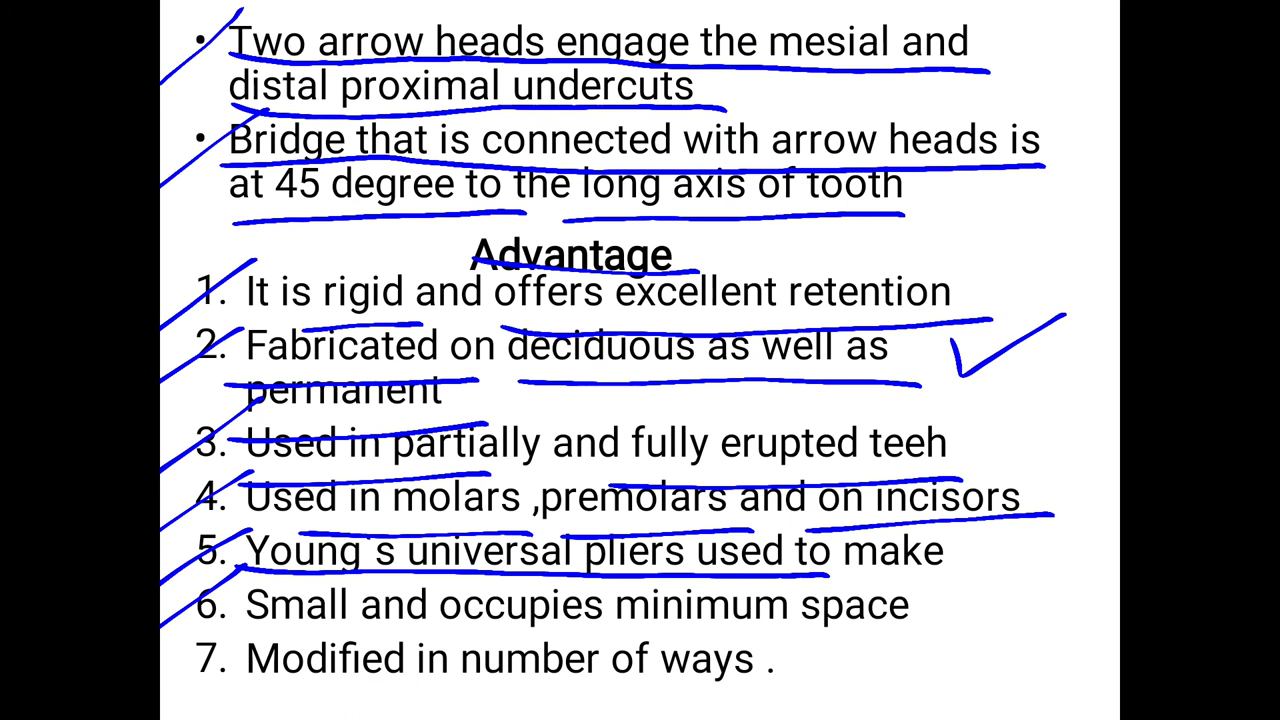 • Two arrow heads engage the mesial and
distal proximal undercuts
• Bridge that is connected with arrow heads is
at 45 degree to the long axis of tooth
Advantage
1. It is rigid and offers excellent retention
2. Fabricated on deciduous as well as
permanent
3. Used in partially and fully erupted teeh
4. Used in molars ,premolars and on incisors
5. Young's universal pliers used to make
6. Small and occupies minimum space
7. Modified in number of ways .